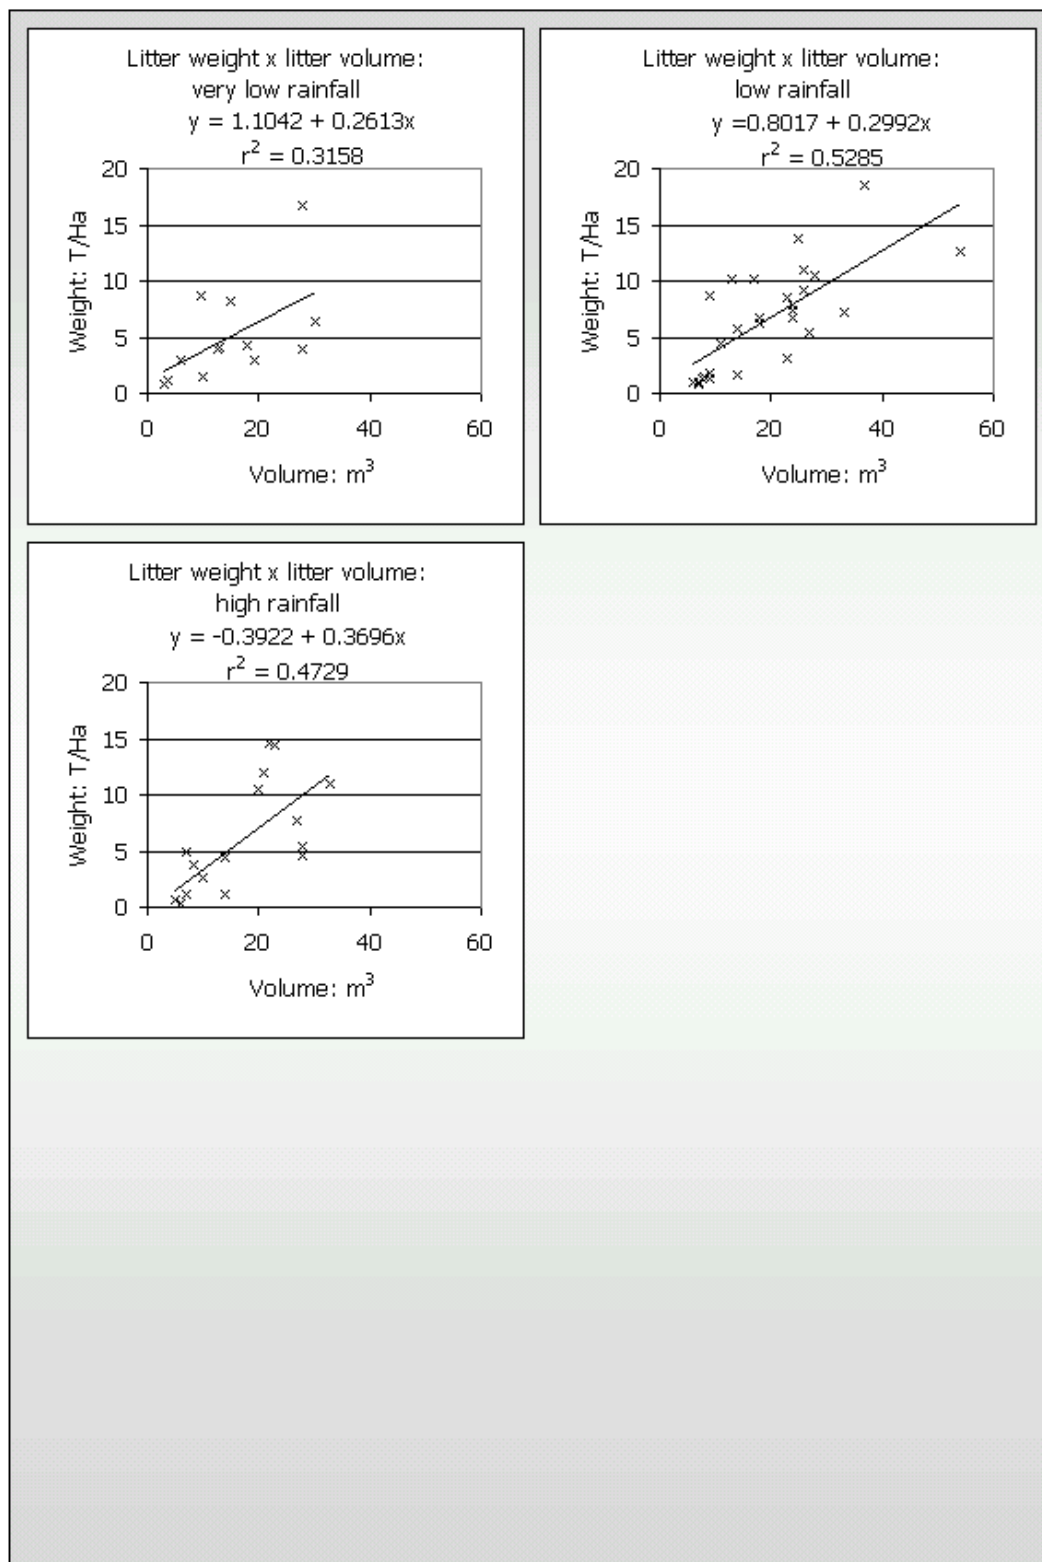 Litter weight x litter volume:
very low rainfall
y = 1.1042 + 0.2613x
r² = 0.3158
20
15
10
5
0
Weight: T/Ha
0 20 40 60
Volume: m³
Litter weight x litter volume:
low rainfall
y =0.8017 + 0.2992x
r² = 0.5285
20
15
10
5
0
Weight: T/Ha
0 20 40 60
Volume: m³
Litter weight x litter volume:
high rainfall
y = -0.3922 + 0.3696x
r² = 0.4729
20
15
10
5
0
Weight: T/Ha
0 20 40 60
Volume: m³